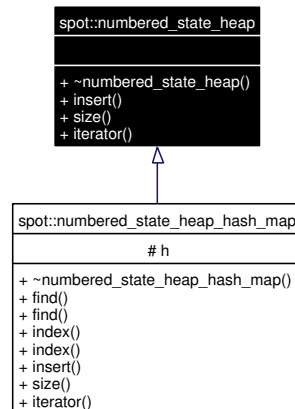 spot::numbered_state_heap
+ ~numbered_state_heap()
+ insert()
+ size()
+ iterator()
spot::numbered_state_heap_hash_map
# h
+ ~numbered_state_heap_hash_map()
+ find()
+ find()
+ index()
+ index()
+ insert()
+ size()
+ iterator()